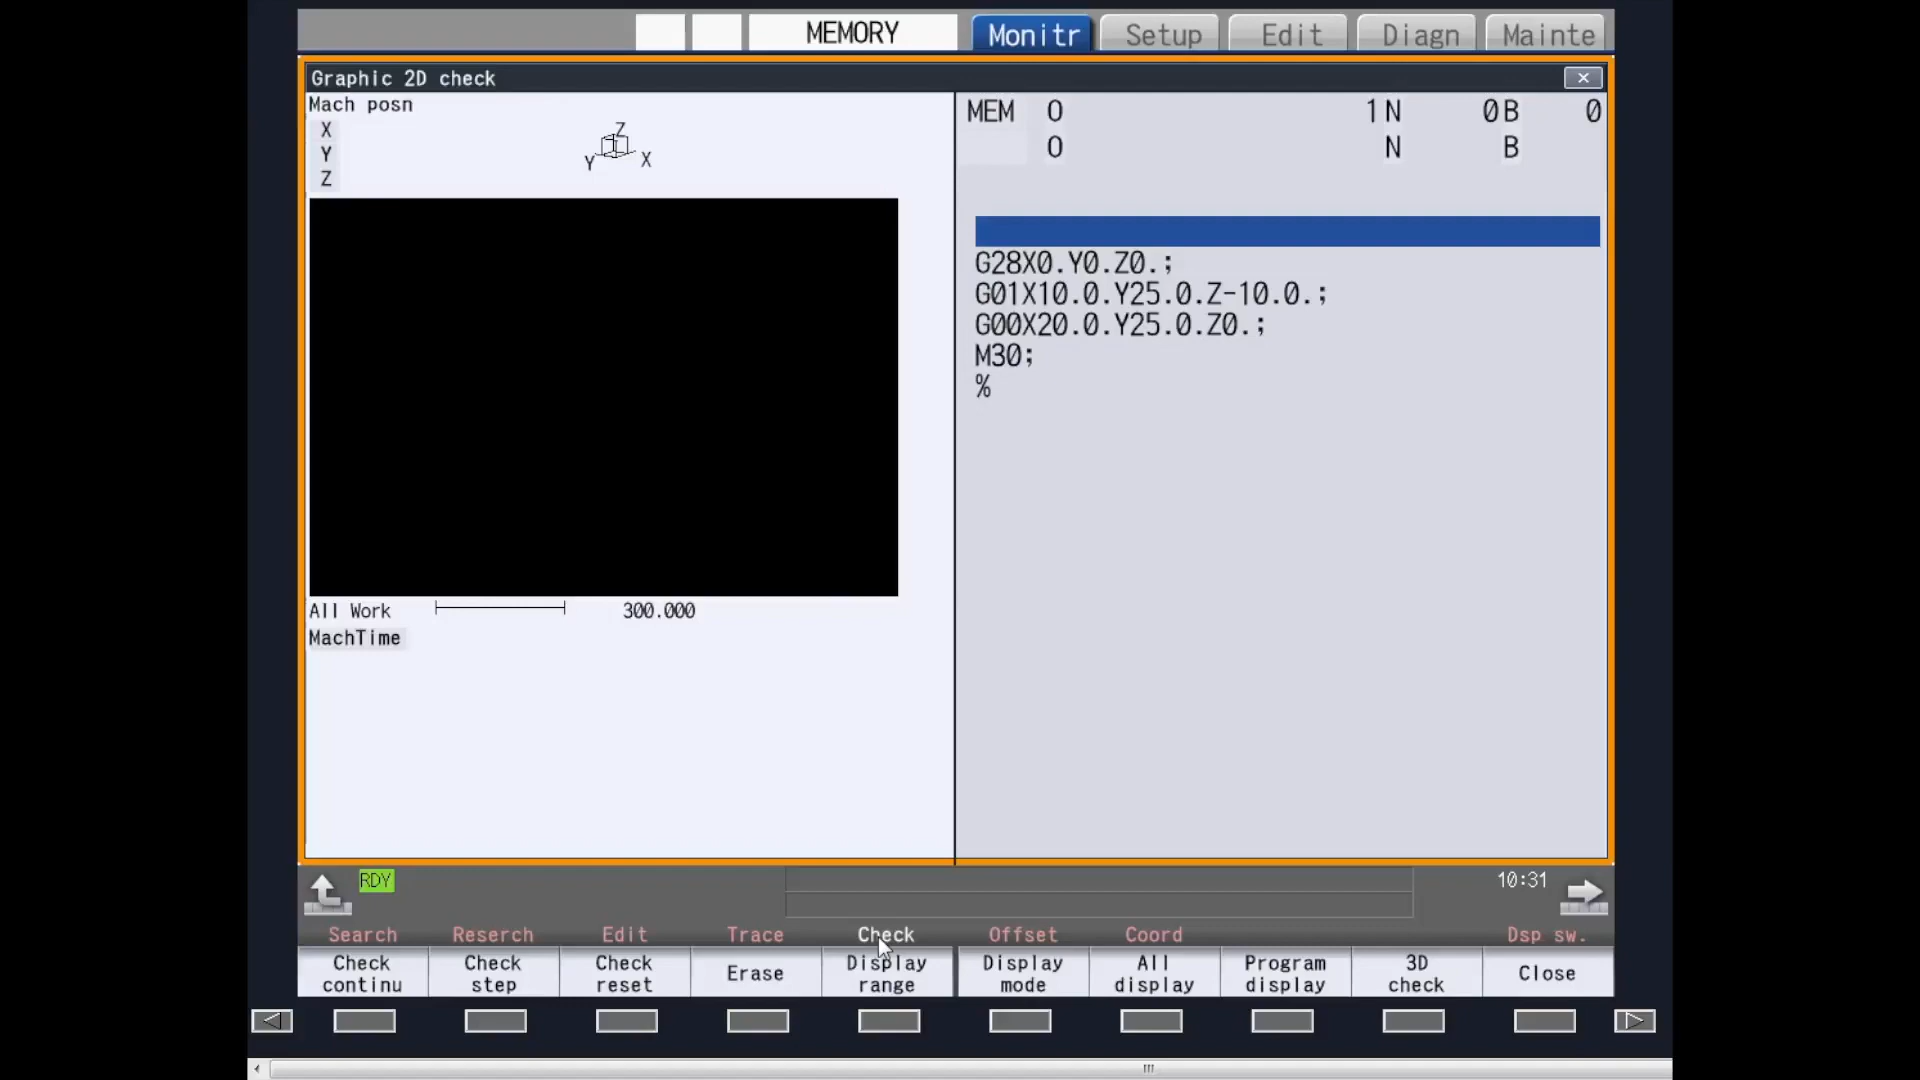 MEMORY Monitr Setup Edit Diagn Mainte
Graphic 2D check
Mach posn
X
Y
Z
Z
Y X
All Work 300.000
MachTime
MEM O 1 N 0 B 0
O N B
G28X0.Y0.Z0.;
G01X10.0.Y25.0.Z-10.0.;
G00X20.0.Y25.0.Z0.;
M30;
%
RDY
10:31
Search Reserch Edit Trace Check Offset Coord Dsp sw.
Check continu
Check step
Check reset
Erase
Display range
Display mode
All display
Program display
3D check
Close